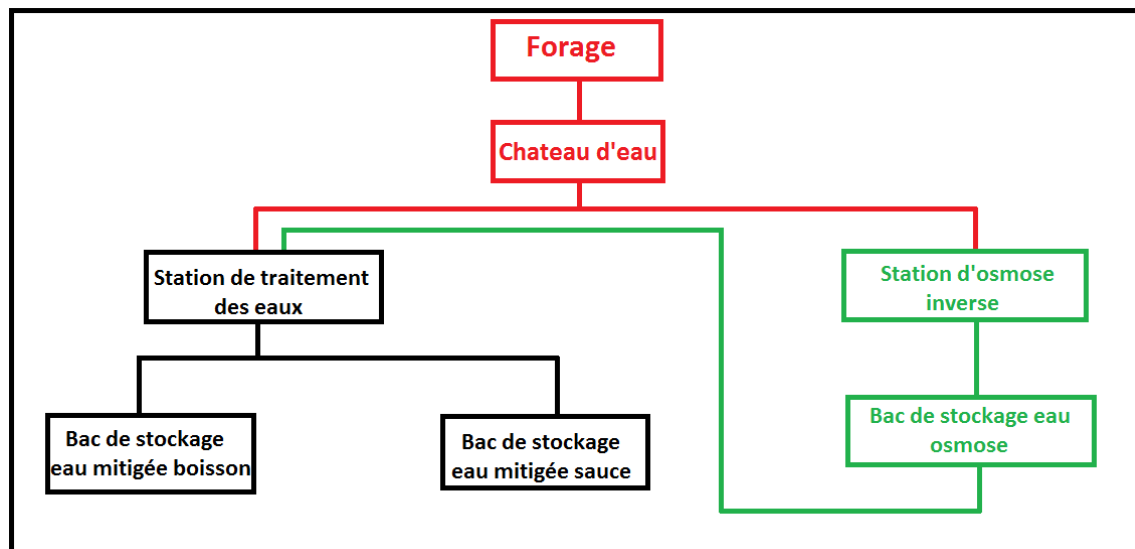 Forage
Chateau d'eau
Station de traitement
des eaux
Station d'osmose
inverse
Bac de stockage
eau mitigée boisson
Bac de stockage
eau mitigée sauce
Bac de stockage eau
osmose